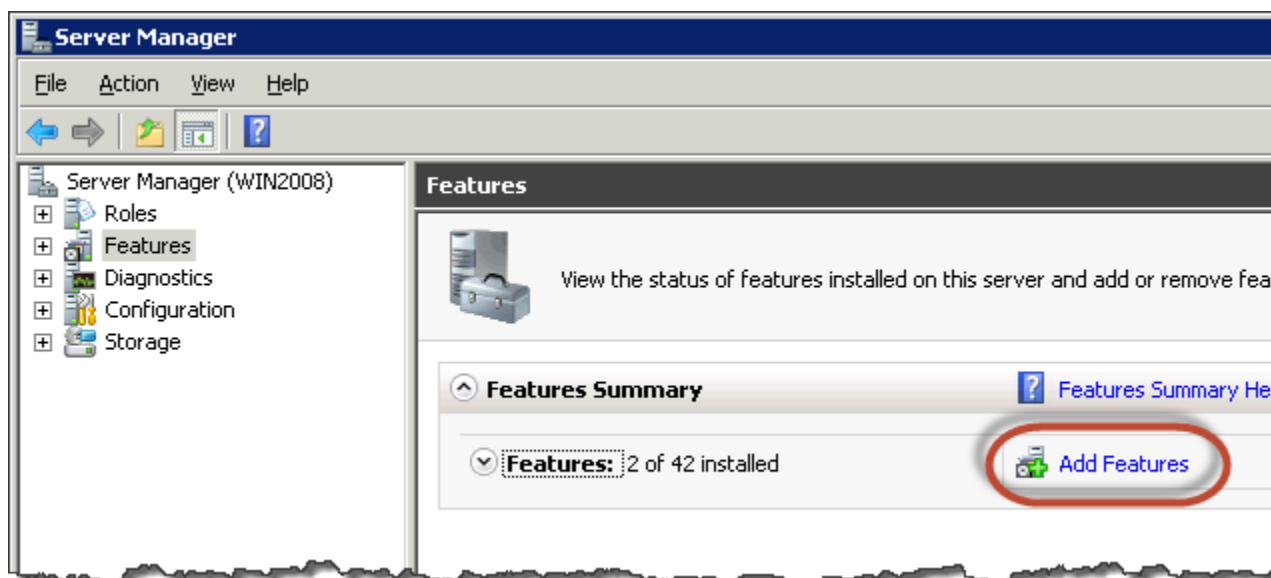 Server Manager
File Action View Help
Server Manager (WIN2008)
Roles
Features
Diagnostics
Configuration
Storage
Features
View the status of features installed on this server and add or remove fea
Features Summary
Features Summary He
Features: 2 of 42 installed
Add Features